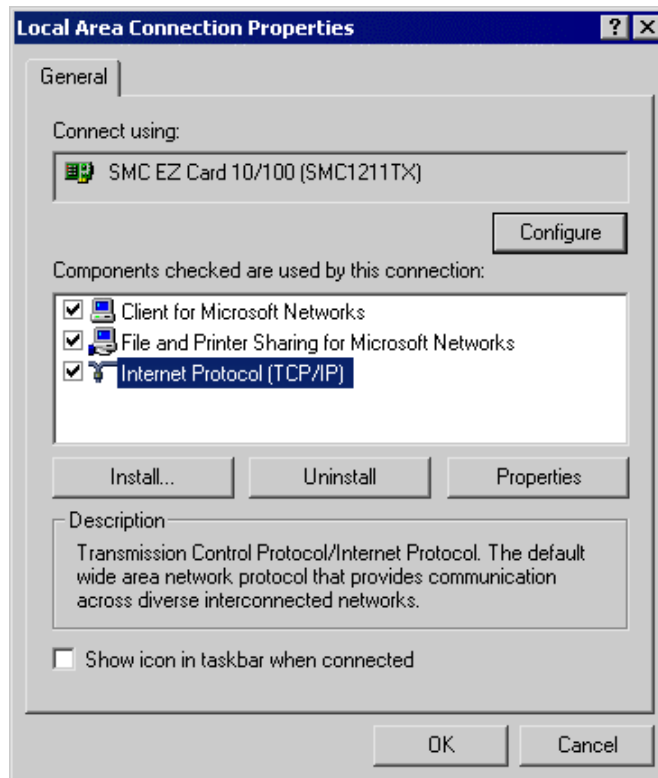 Local Area Connection Properties
General
Connect using:
SMC EZ Card 10/100 (SMC1211TX)
Configure
Components checked are used by this connection:
Client for Microsoft Networks
File and Printer Sharing for Microsoft Networks
Internet Protocol (TCP/IP)
Install... Uninstall Properties
Description
Transmission Control Protocol/Internet Protocol. The default
wide area network protocol that provides communication
across diverse interconnected networks.
Show icon in taskbar when connected
OK Cancel